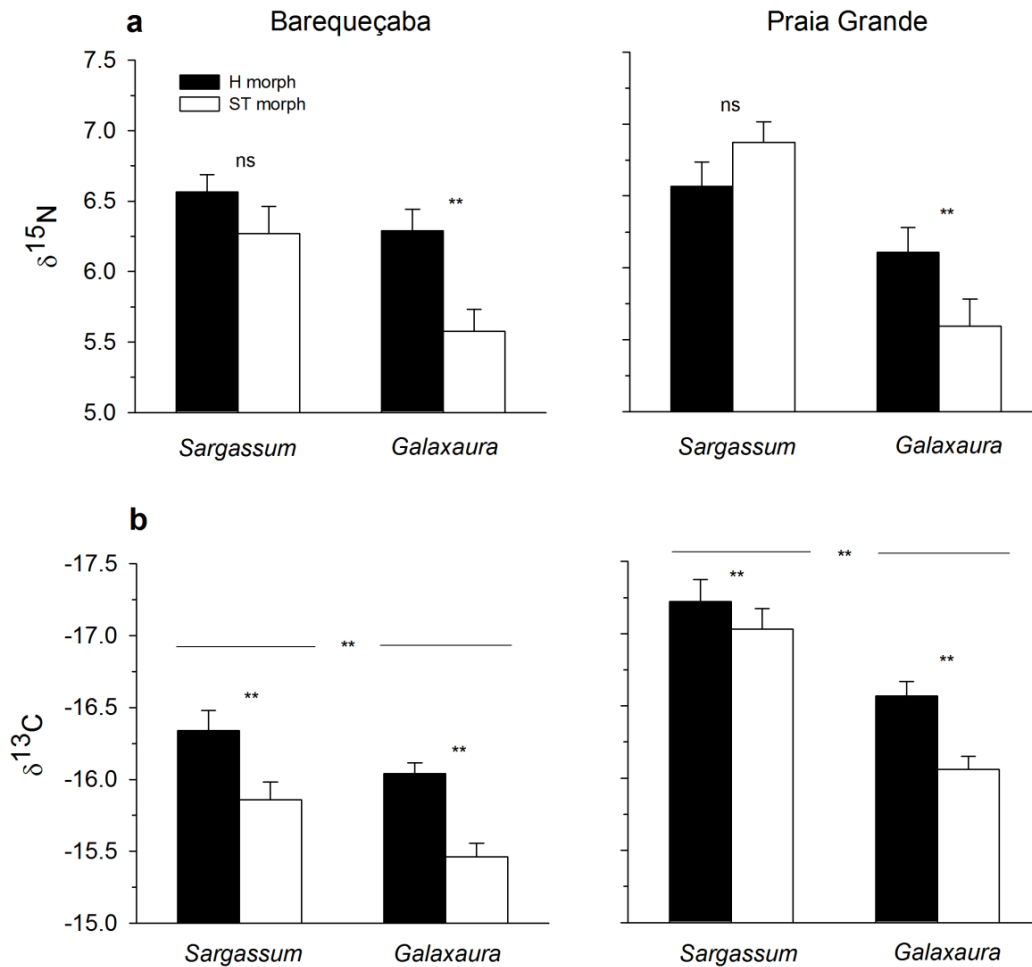 a
Barequeçaba
Praia Grande
7.5
7.0
6.5
6.0
5.5
5.0
δ15N
H morph
ST morph
ns
**
ns
**
Sargassum
Galaxaura
Sargassum
Galaxaura
b
-17.5
-17.0
-16.5
-16.0
-15.5
-15.0
δ13C
**
**
**
**
**
**
Sargassum
Galaxaura
Sargassum
Galaxaura